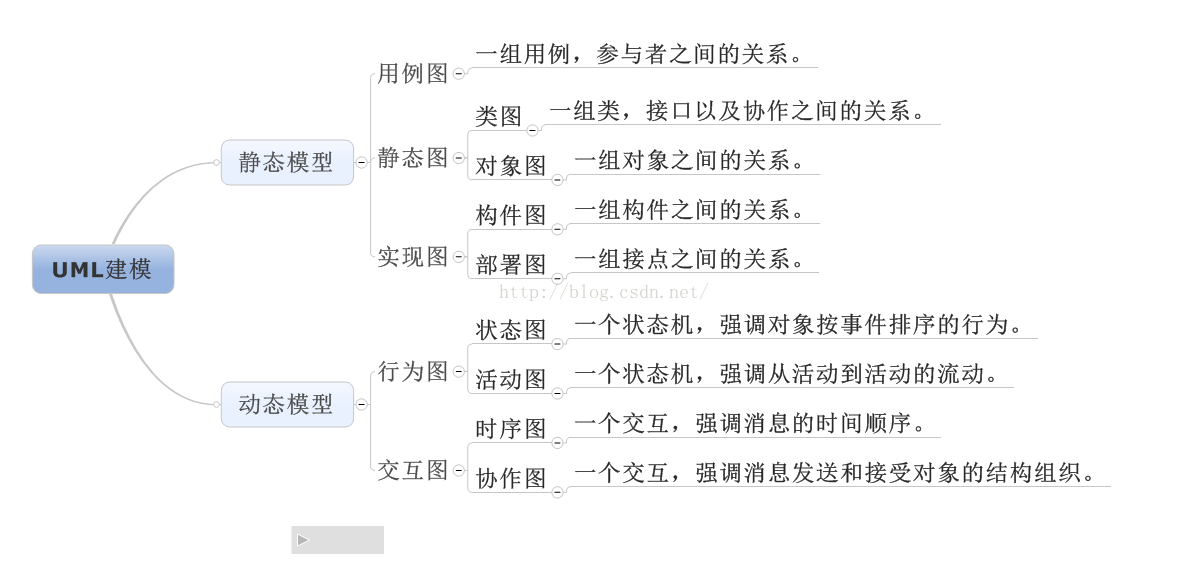 一组用例，参与者之间的关系。
用例图
类图
一组类，接口以及协作之间的关系。
静态模型
静态图
对象图
一组对象之间的关系。
构件图
一组构件之间的关系。
实现图
部署图
一组接点之间的关系。
UML建模
http://blog.csdn.net/
状态图
一个状态机，强调对象按事件排序的行为。
行为图
活动图
一个状态机，强调从活动到活动的流动。
动态模型
时序图
一个交互，强调消息的时间顺序。
交互图
协作图
一个交互，强调消息发送和接受对象的结构组织。